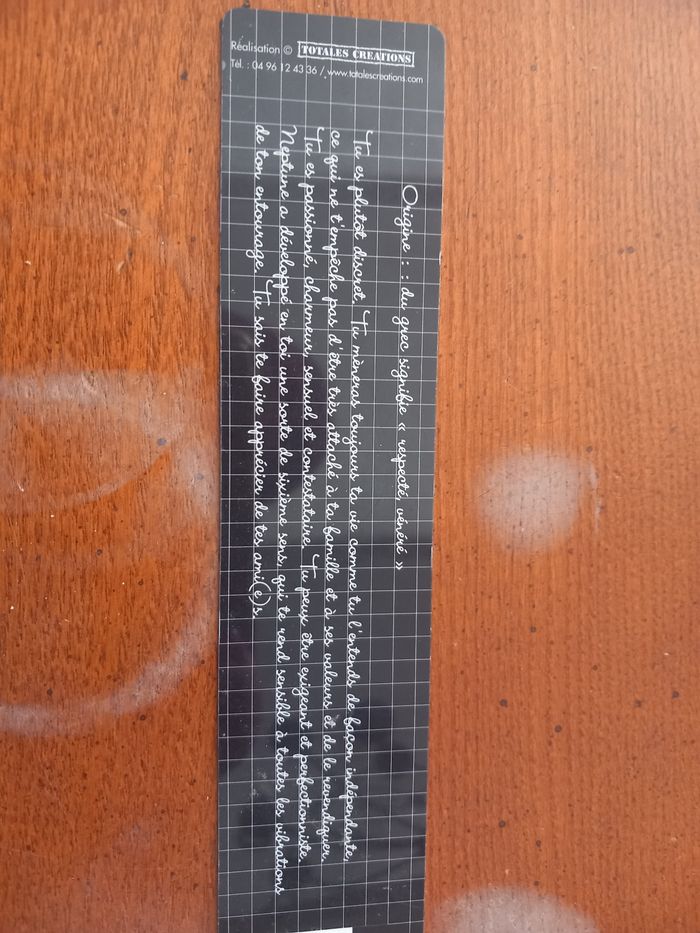 Réalisation © TOTALES CREATIONS
Tél. : 04 96 12 43 36 / www.totalescreations.com
Origine : : du grec signifie « respecté, vénéré »
Tu es plutôt discret. Tu mèneras toujours ta vie comme tu l'entends de façon indépendante,
ce qui ne t'empêche pas d'être très attaché à ta famille et à ses valeurs et de le revendiquer.
Tu es passionné, charmeur, sensuel et contestataire. Tu peux être exigeant et perfectionniste.
Neptune a développé en toi une sorte de sixième sens, qui te rend sensible à toutes les vibrations
de ton entourage. Tu sais te faire apprécier de tes ami(e)s.